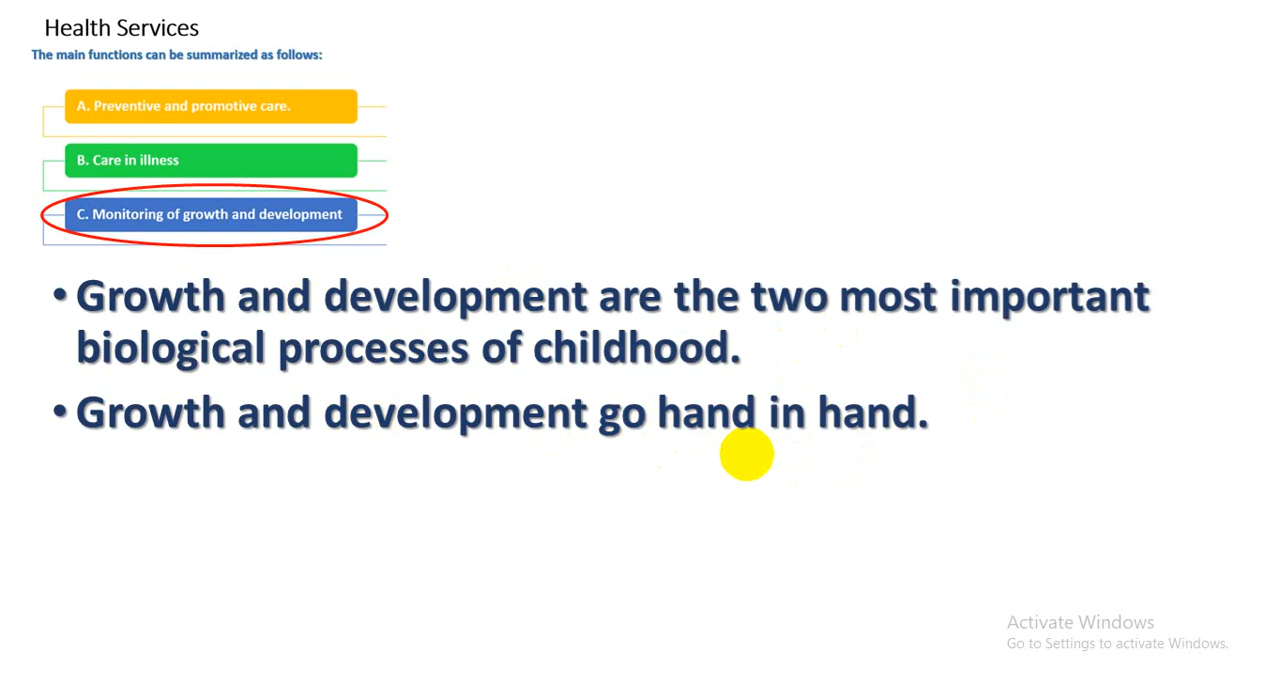 Health Services
The main functions can be summarized as follows:
A. Preventive and promotive care.
B. Care in illness
C. Monitoring of growth and development
• Growth and development are the two most important
biological processes of childhood.
• Growth and development go hand in hand.
Activate Windows
Go to Settings to activate Windows.